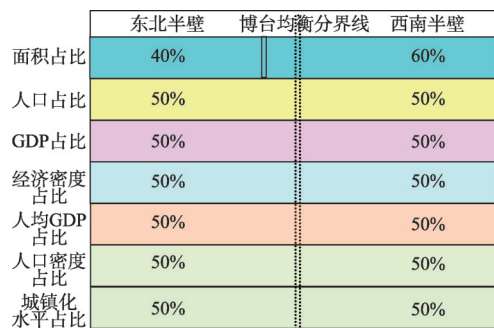 东北半壁 博台均衡分界线 西南半壁
面积占比 40% 60%
人口占比 50% 50%
GDP占比 50% 50%
经济密度
占比 50% 50%
人均GDP
占比 50% 50%
人口密度
占比 50% 50%
城镇化
水平占比 50% 50%